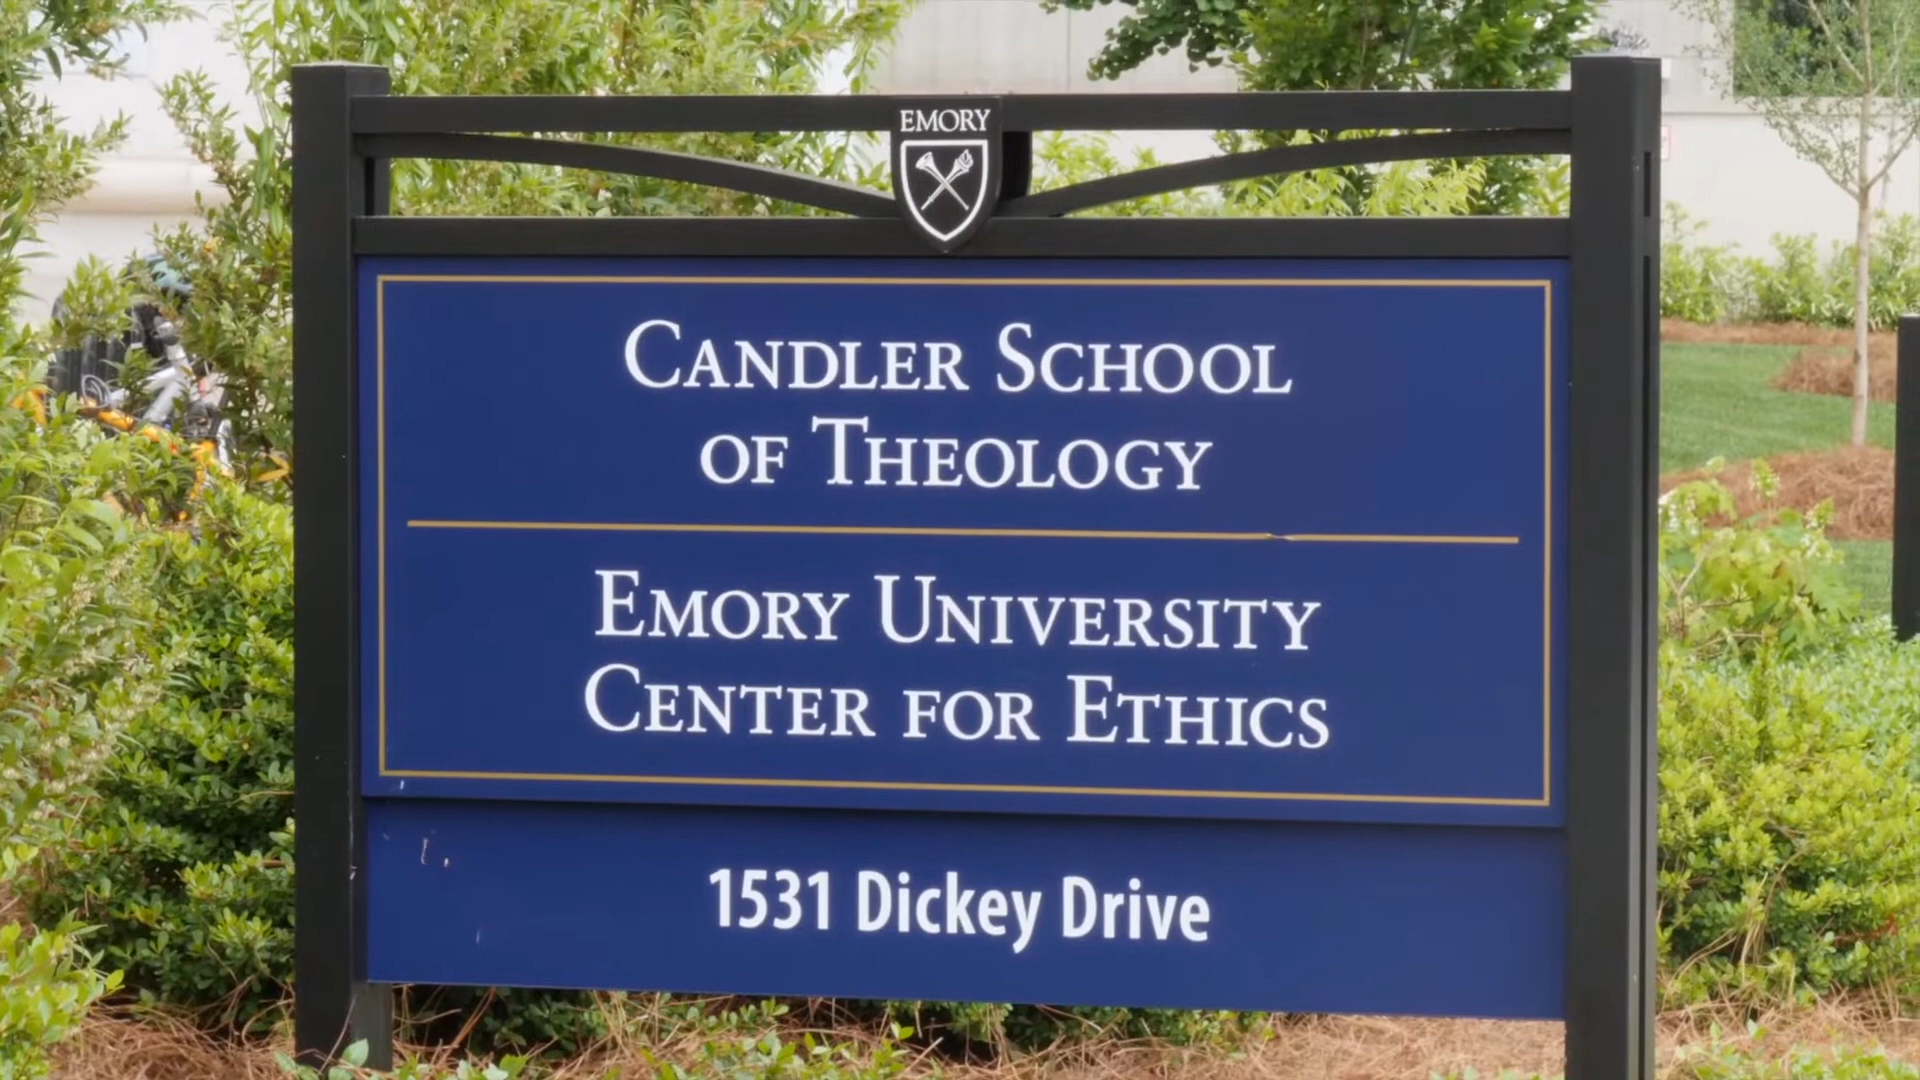 EMORY
CANDLER SCHOOL
OF THEOLOGY
EMORY UNIVERSITY
CENTER FOR ETHICS
1531 Dickey Drive